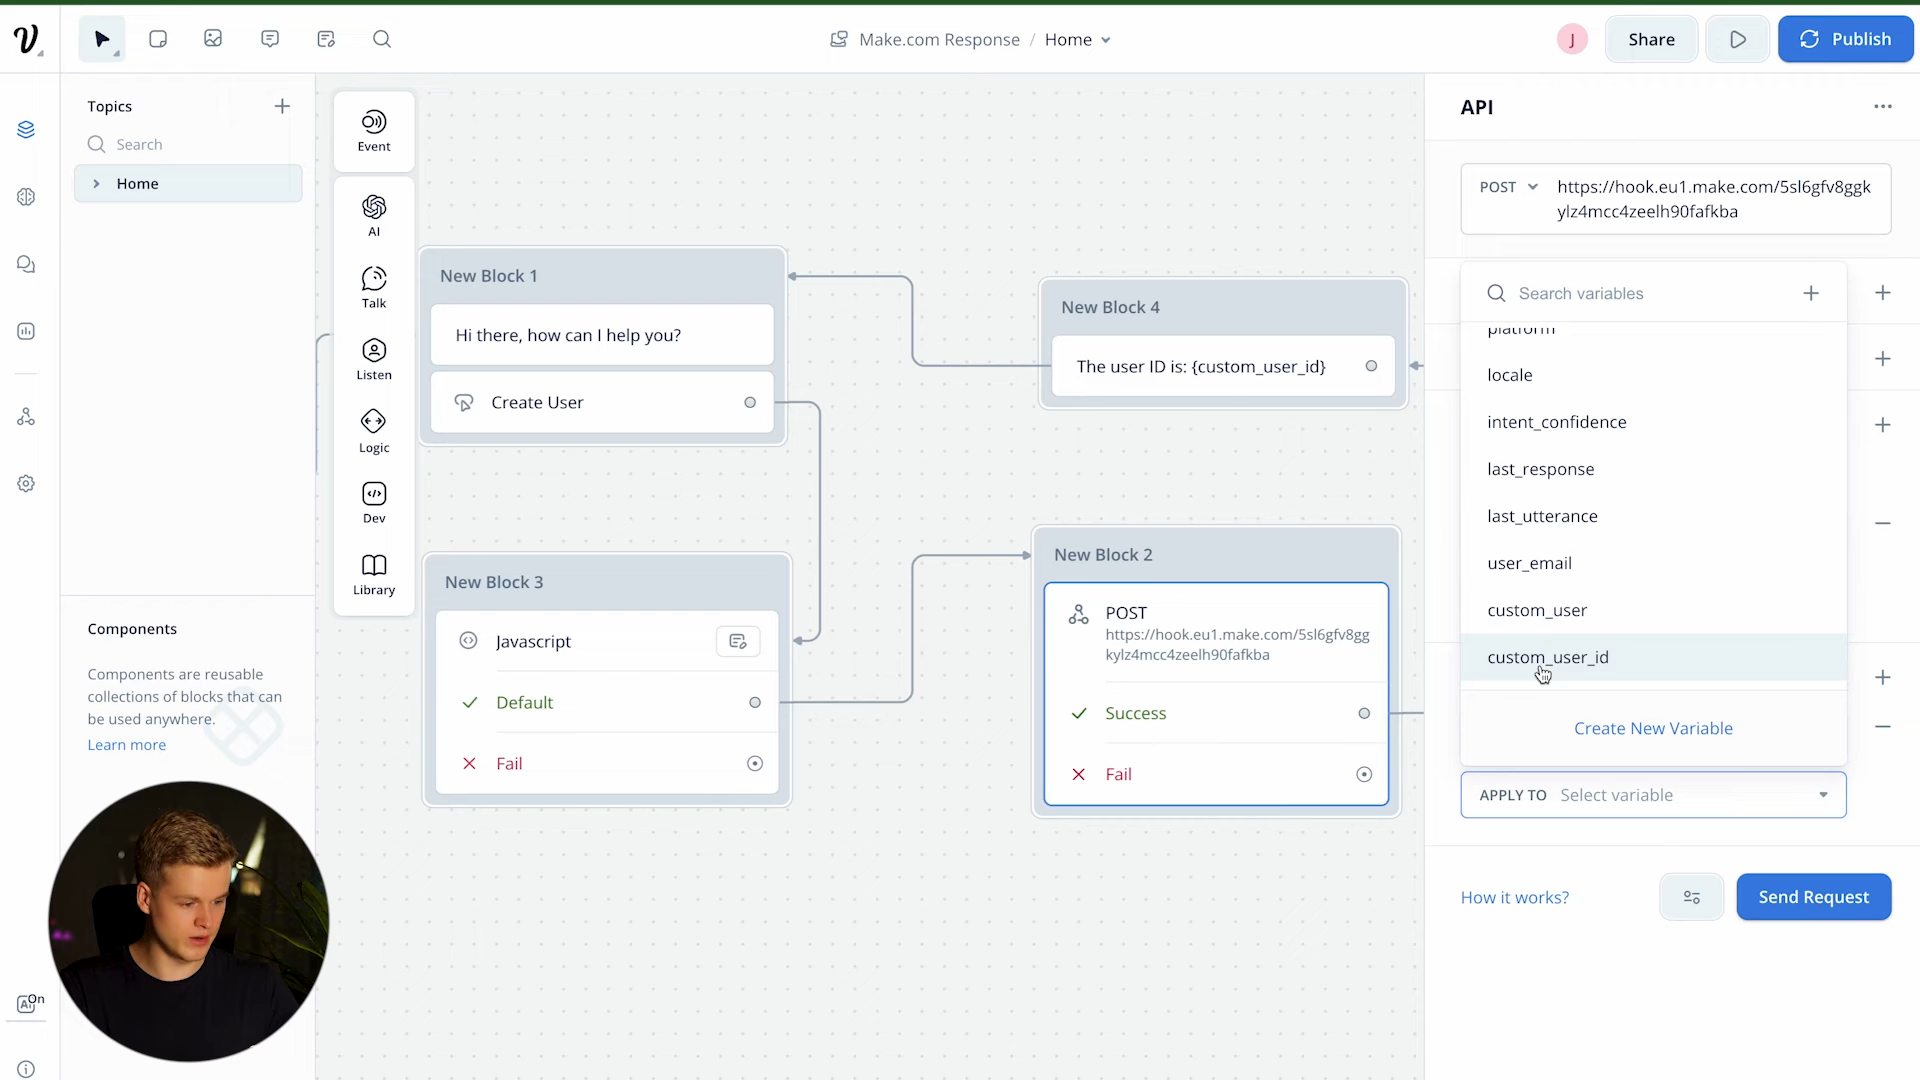 Make.com Response / Home
J
Share
Publish
Topics
Search
Home
Components
Components are reusable
collections of blocks that can
be used anywhere.
Learn more
On
Event
AI
Talk
Listen
Logic
Dev
Library
New Block 1
Hi there, how can I help you?
Create User
New Block 3
Javascript
Default
Fail
New Block 4
The user ID is: {custom_user_id}
New Block 2
POST
https://hook.eu1.make.com/5sl6gfv8gg
kylz4mcc4zeelh90fafkba
Success
Fail
API
POST https://hook.eu1.make.com/5sl6gfv8ggk
ylz4mcc4zeelh90fafkba
Search variables
platform
locale
intent_confidence
last_response
last_utterance
user_email
custom_user
custom_user_id
Create New Variable
APPLY TO Select variable
How it works?
Send Request